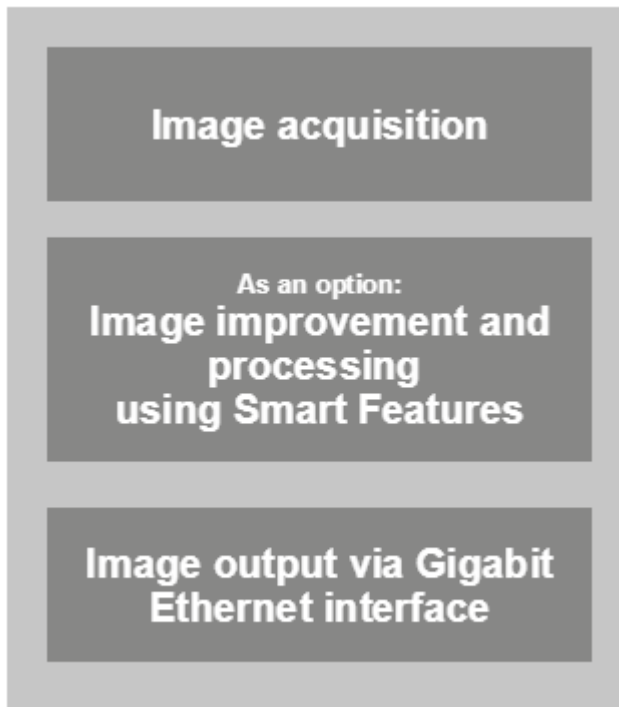 Image acquisition
As an option:
Image improvement and
processing
using Smart Features
Image output via Gigabit
Ethernet interface